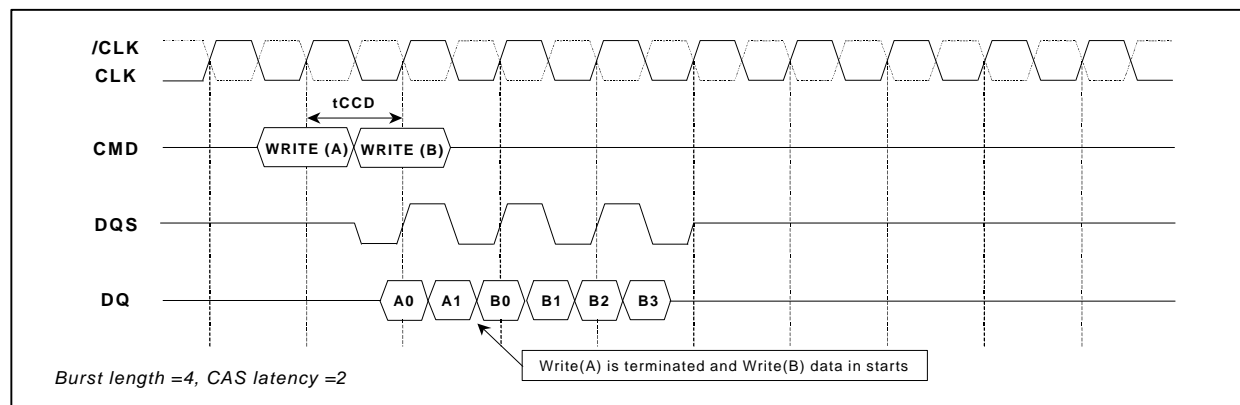 /CLK
CLK
tCCD
CMD
WRITE (A) WRITE (B)
DQS
DQ
A0 A1 B0 B1 B2 B3
Write(A) is terminated and Write(B) data in starts
Burst length =4, CAS latency =2